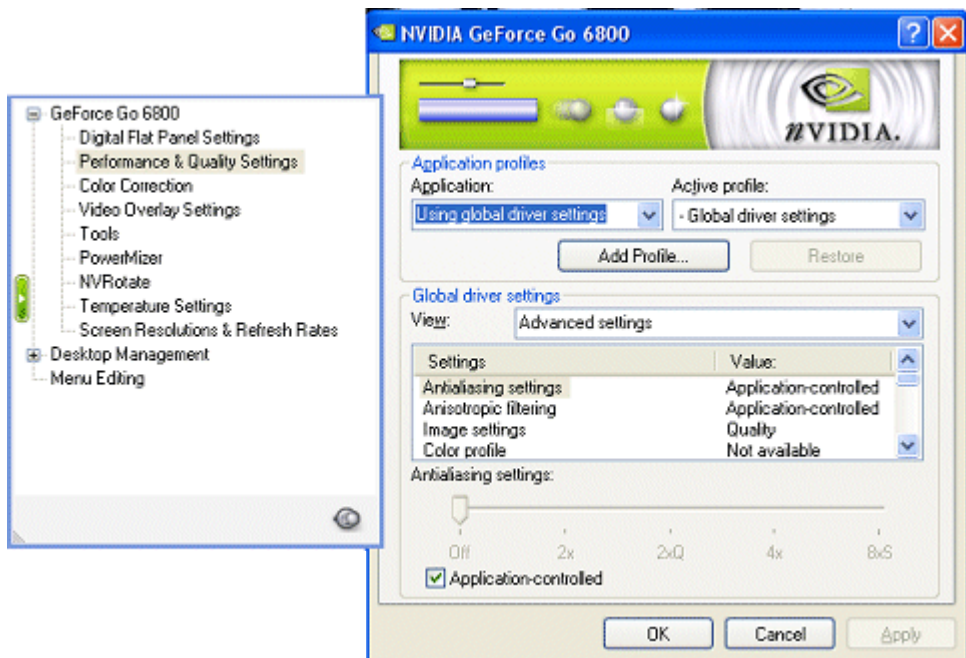 GeForce Go 6800
Digital Flat Panel Settings
Performance & Quality Settings
Color Correction
Video Overlay Settings
Tools
PowerMizer
NVRotate
Temperature Settings
Screen Resolutions & Refresh Rates
Desktop Management
Menu Editing
NVIDIA GeForce Go 6800
nVIDIA.
Application profiles
Application: Active profile:
Using global driver settings - Global driver settings
Add Profile... Restore
Global driver settings
View: Advanced settings
Settings Value:
Antialiasing settings Application-controlled
Anisotropic filtering Application-controlled
Image settings Quality
Color profile Not available
Antialiasing settings:
Off 2x 2xQ 4x 8xS
Application-controlled
OK Cancel Apply